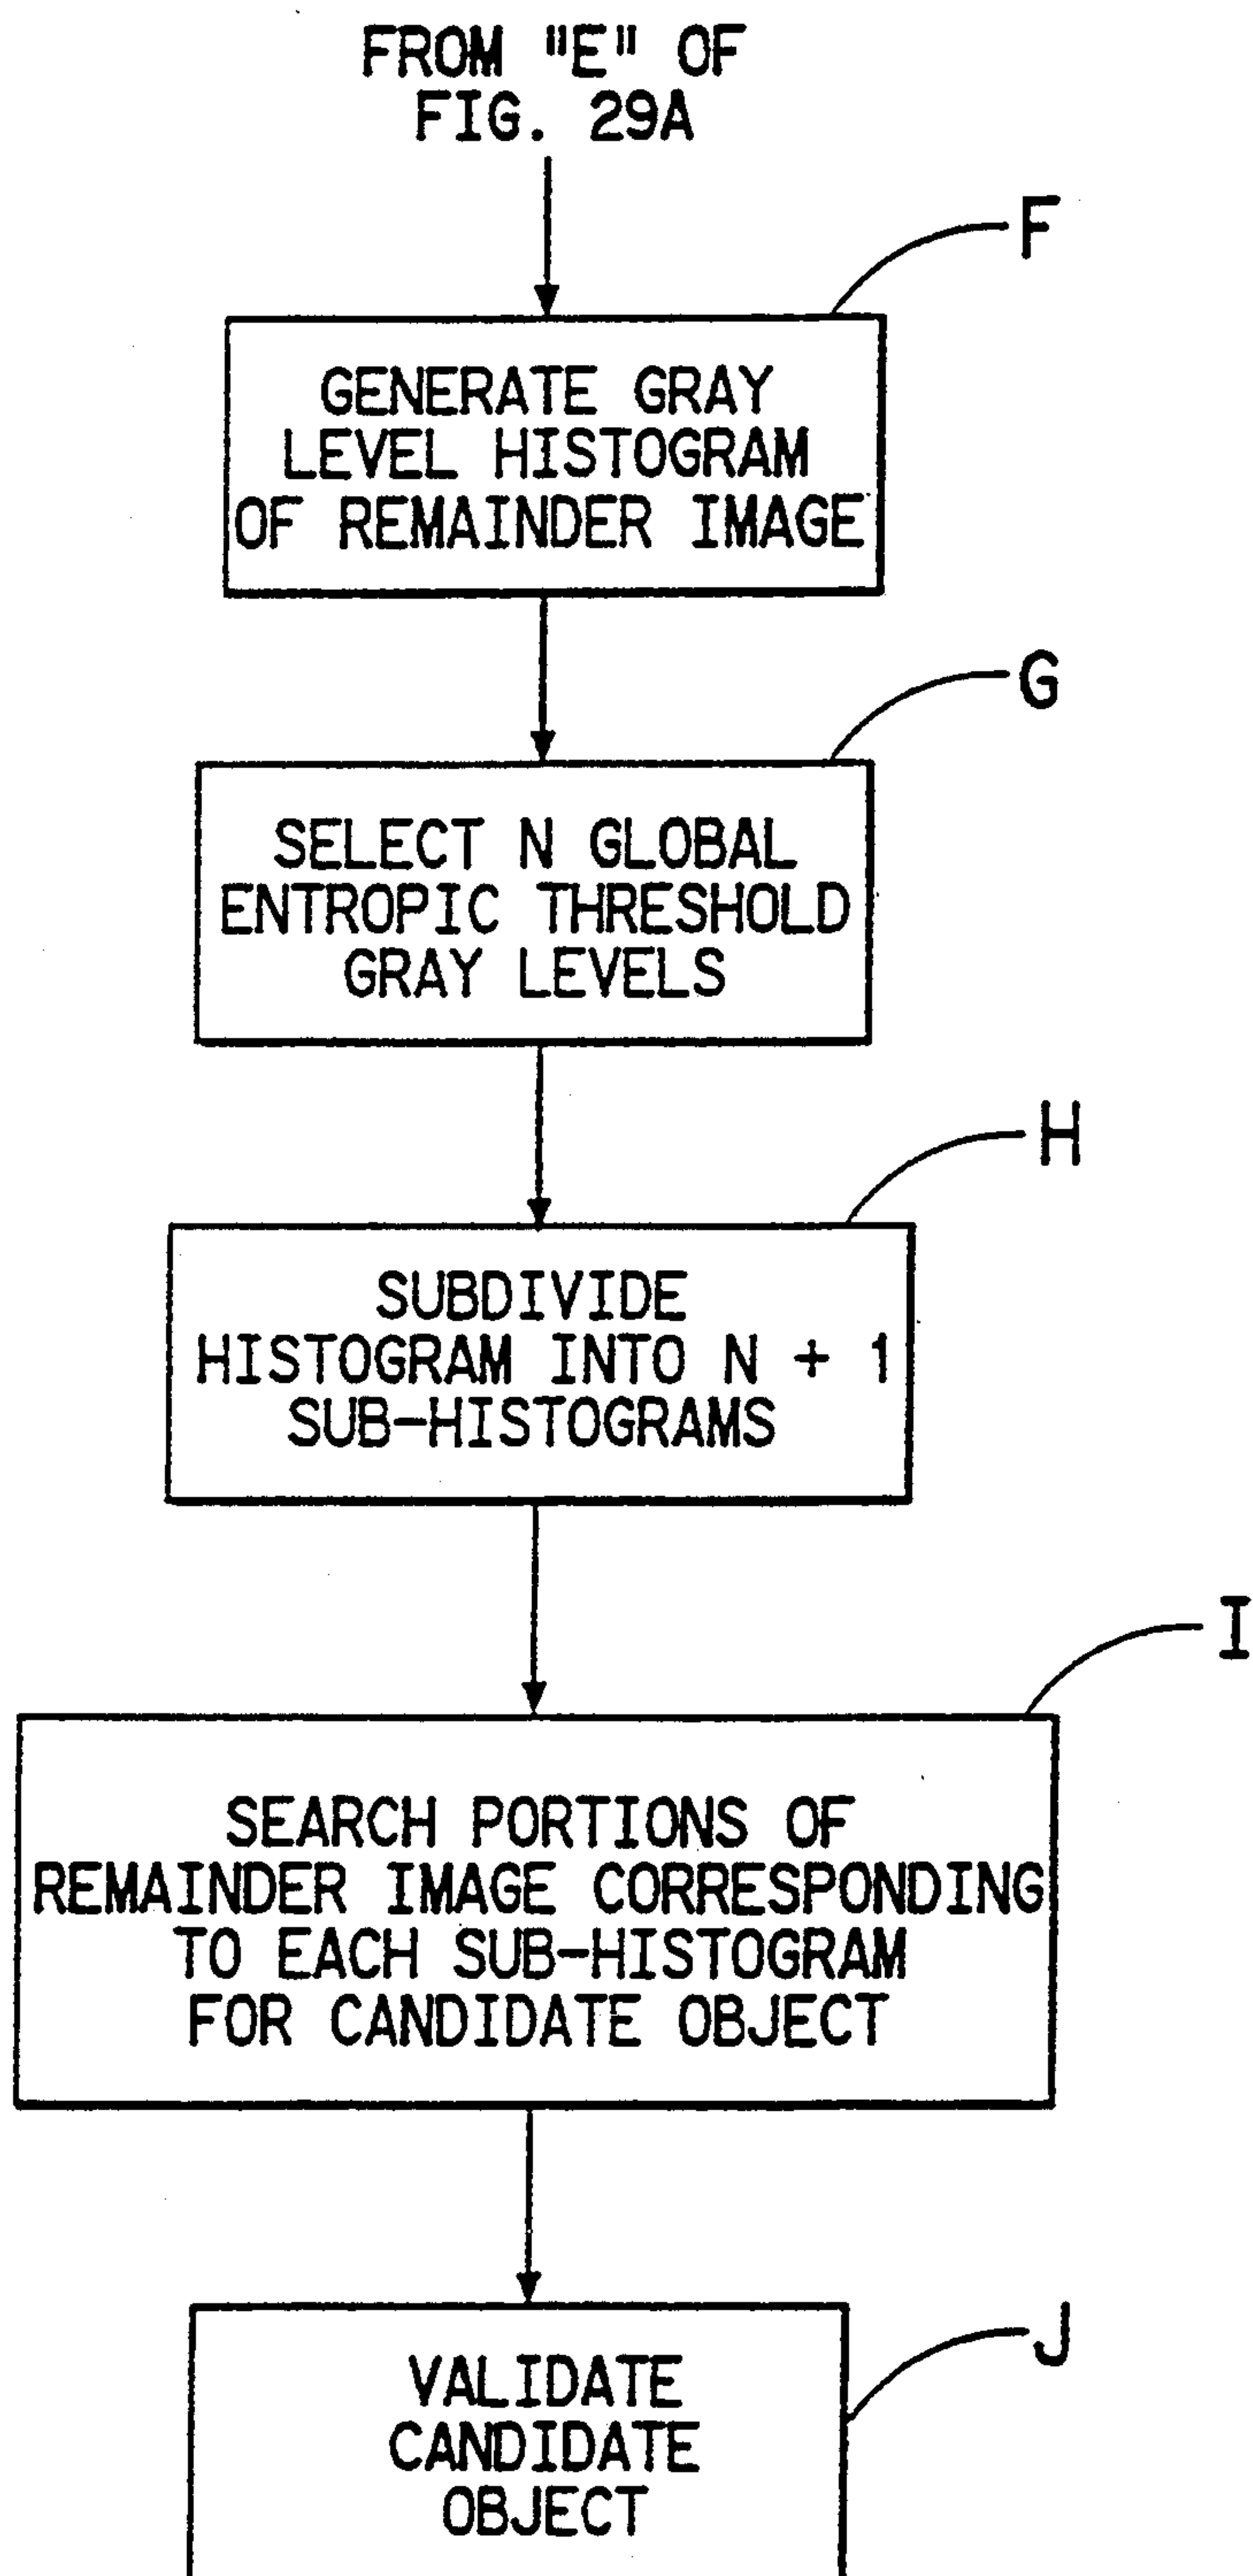 FROM "E" OF
FIG. 29A
F
GENERATE GRAY
LEVEL HISTOGRAM
OF REMAINDER IMAGE
G
SELECT N GLOBAL
ENTROPIC THRESHOLD
GRAY LEVELS
H
SUBDIVIDE
HISTOGRAM INTO N + 1
SUB-HISTOGRAMS
I
SEARCH PORTIONS OF
REMAINDER IMAGE CORRESPONDING
TO EACH SUB-HISTOGRAM
FOR CANDIDATE OBJECT
J
VALIDATE
CANDIDATE
OBJECT